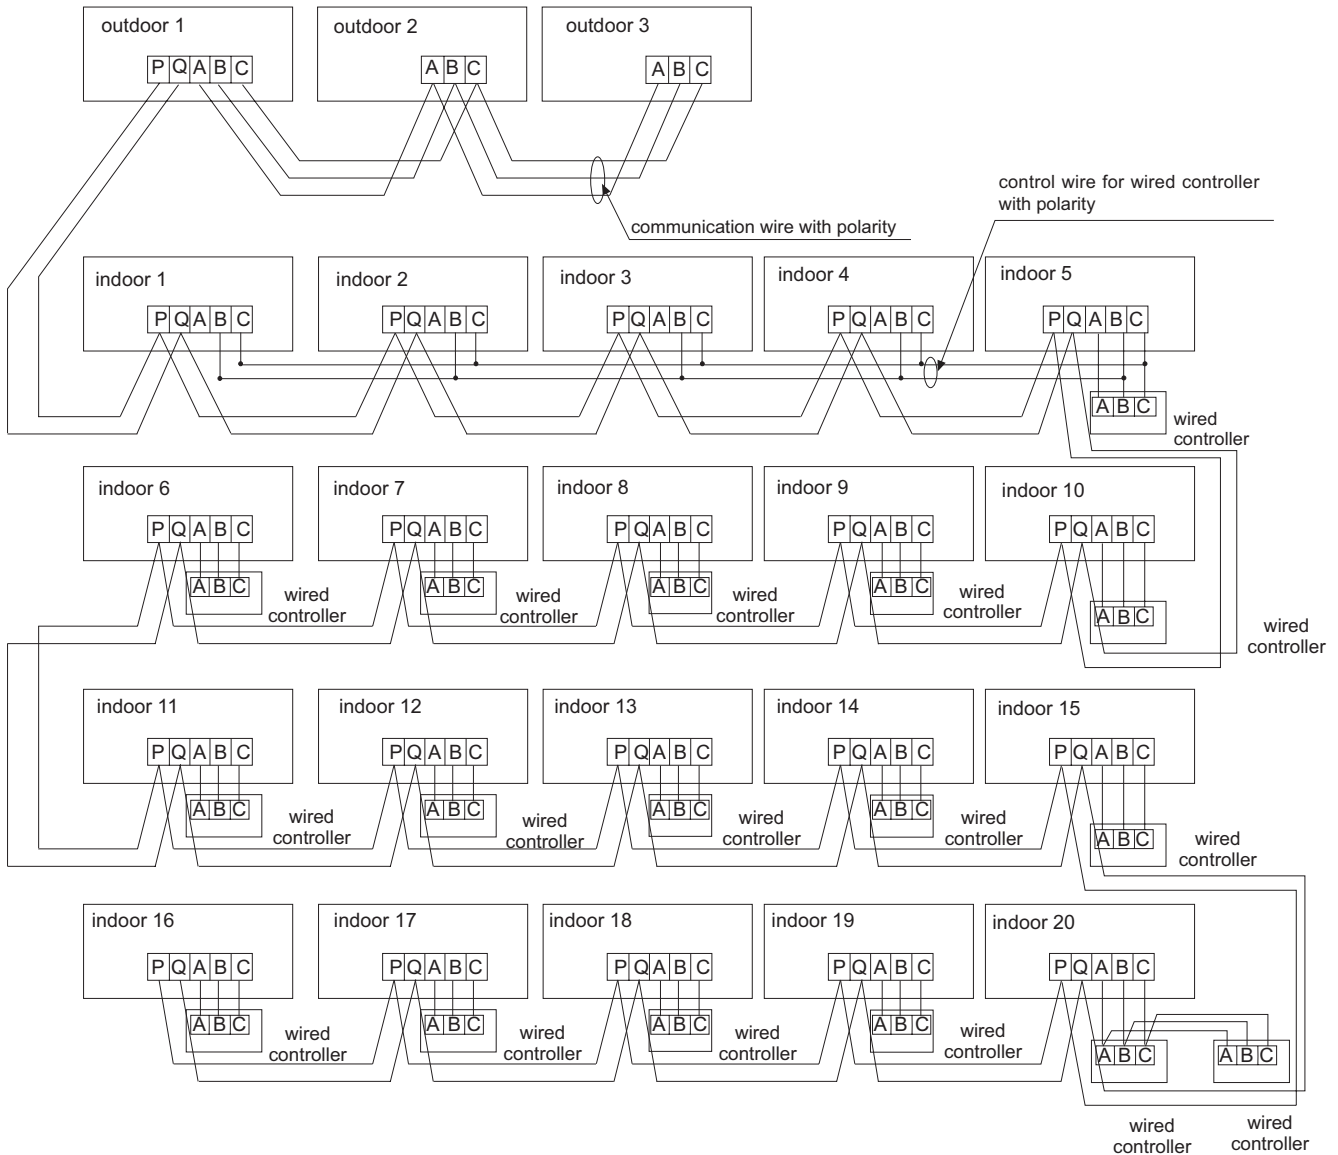 outdoor 1
outdoor 2
outdoor 3
P Q A B C
A B C
A B C
control wire for wired controller
with polarity
communication wire with polarity
indoor 1
indoor 2
indoor 3
indoor 4
indoor 5
P Q A B C
P Q A B C
P Q A B C
P Q A B C
P Q A B C
A B C
wired
controller
indoor 6
indoor 7
indoor 8
indoor 9
indoor 10
P Q A B C
P Q A B C
P Q A B C
P Q A B C
P Q A B C
A B C
wired
controller
A B C
wired
controller
A B C
wired
controller
A B C
wired
controller
A B C
wired
controller
indoor 11
indoor 12
indoor 13
indoor 14
indoor 15
P Q A B C
P Q A B C
P Q A B C
P Q A B C
P Q A B C
A B C
wired
controller
A B C
wired
controller
A B C
wired
controller
A B C
wired
controller
A B C
wired
controller
indoor 16
indoor 17
indoor 18
indoor 19
indoor 20
P Q A B C
P Q A B C
P Q A B C
P Q A B C
P Q A B C
A B C
wired
controller
A B C
wired
controller
A B C
wired
controller
A B C
wired
controller
A B C
A B C
wired
controller
wired
controller